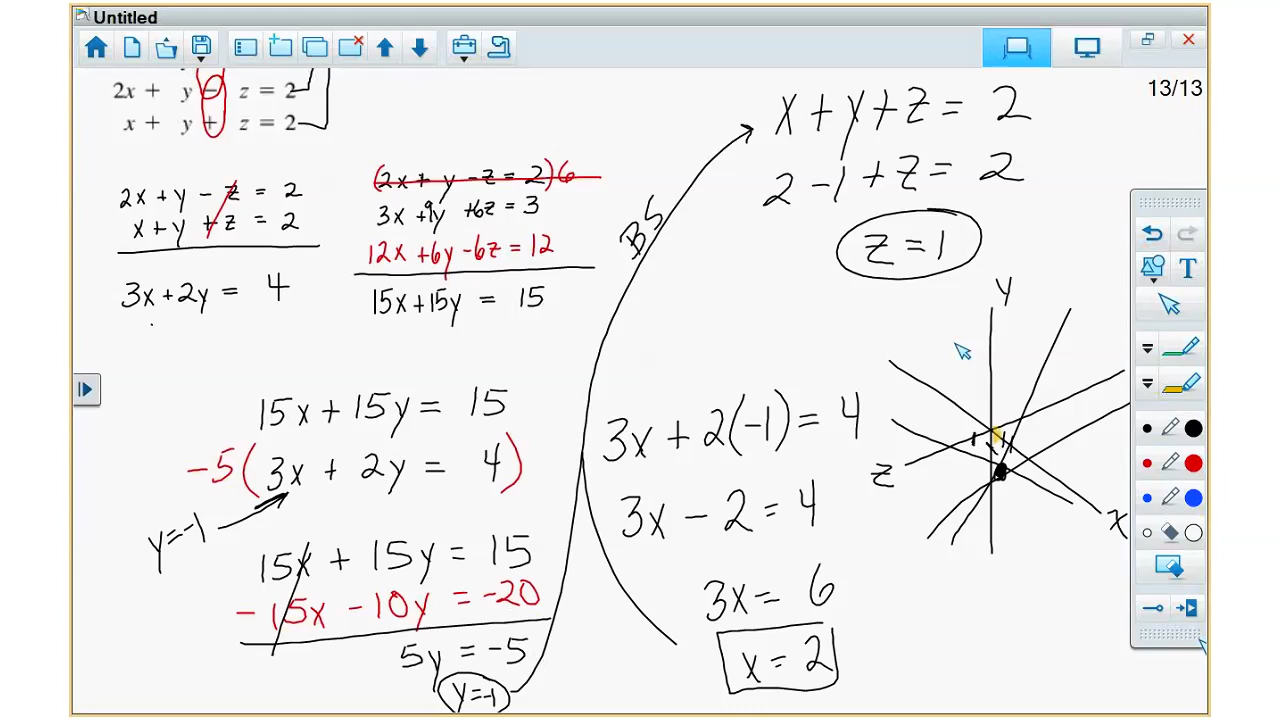 Untitled
13/13
2x + y - z = 2
x + y + z = 2
2x + y - z = 2
x + y + z = 2
3x + 2y = 4
(2x + y - z = 2)6
3x + 9y + 6z = 3
12x + 6y - 6z = 12
15x + 15y = 15
15x + 15y = 15
-5(3x + 2y = 4)
y = -1
15x + 15y = 15
-15x - 10y = -20
5y = -5
y = -1
BS
3x + 2(-1) = 4
3x - 2 = 4
3x = 6
x = 2
x + y + z = 2
2 - 1 + z = 2
z = 1
y
z
x
T